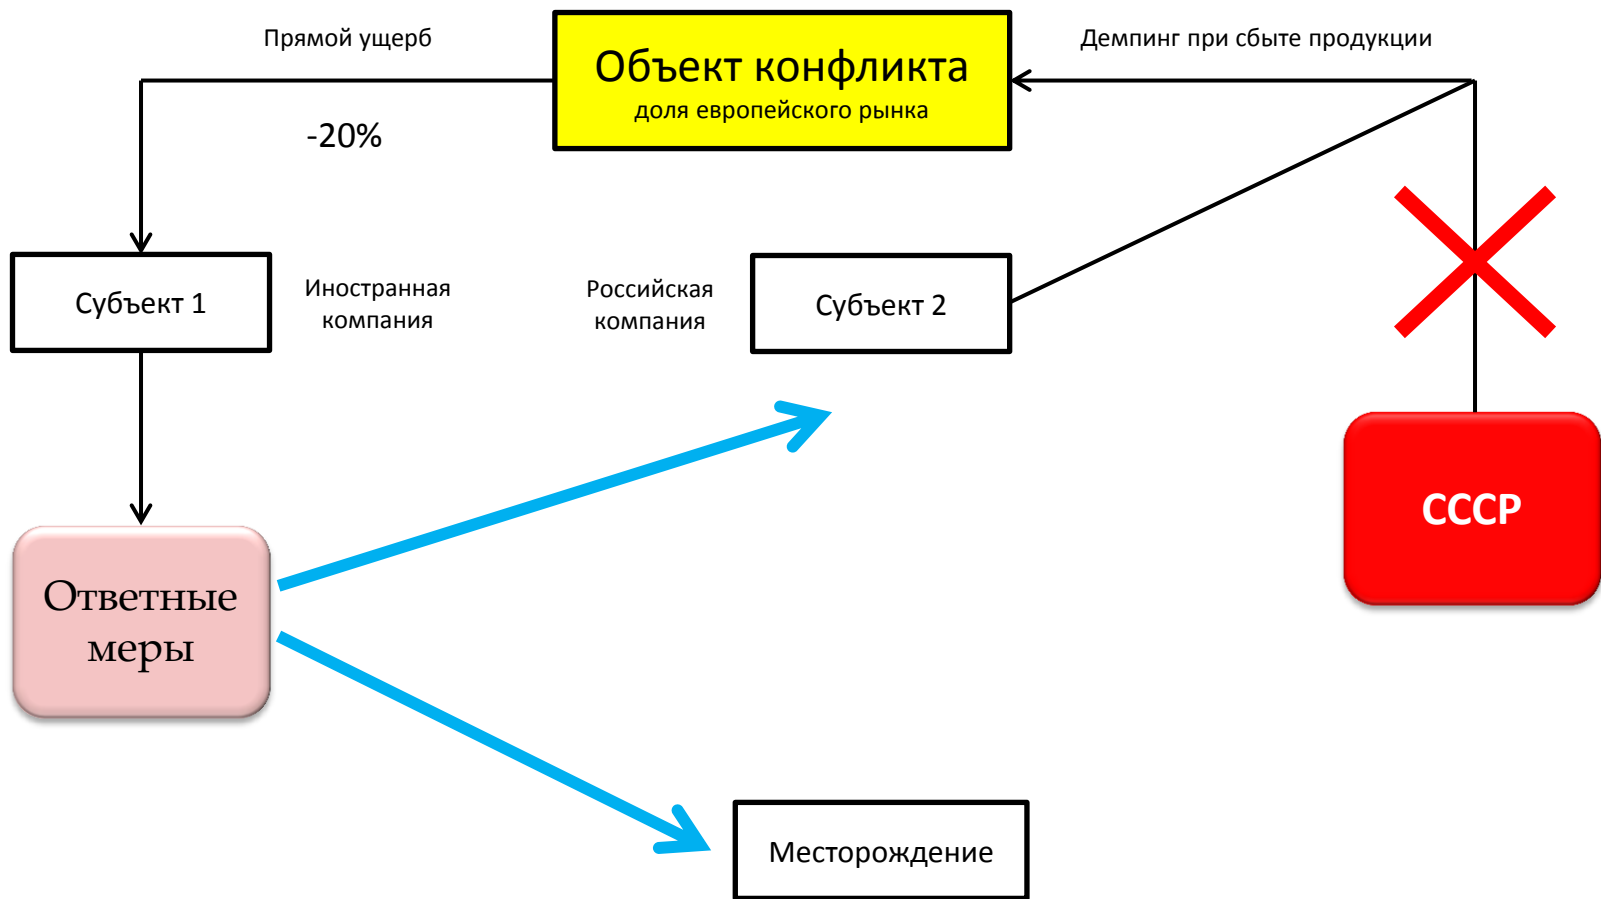 Прямой ущерб
Объект конфликта
доля европейского рынка
Демпинг при сбыте продукции
-20%
Субъект 1
Иностранная
компания
Российская
компания
Субъект 2
СССР
Ответные
меры
Месторождение